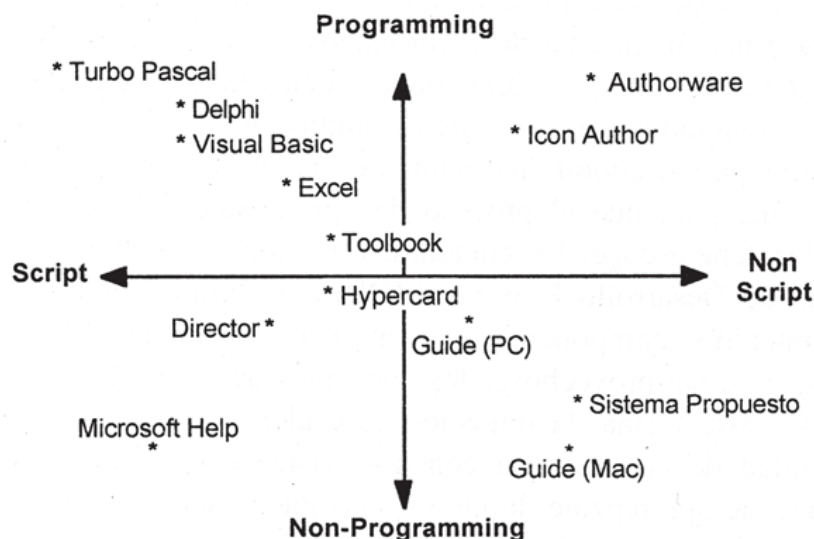 Programming
* Turbo Pascal
* Authorware
* Delphi
* Visual Basic
* Icon Author
* Excel
* Toolbook
Script
Non
Script
* Hypercard
Director *
*
Guide (PC)
* Sistema Propuesto
Microsoft Help
*
*
Guide (Mac)
Non-Programming